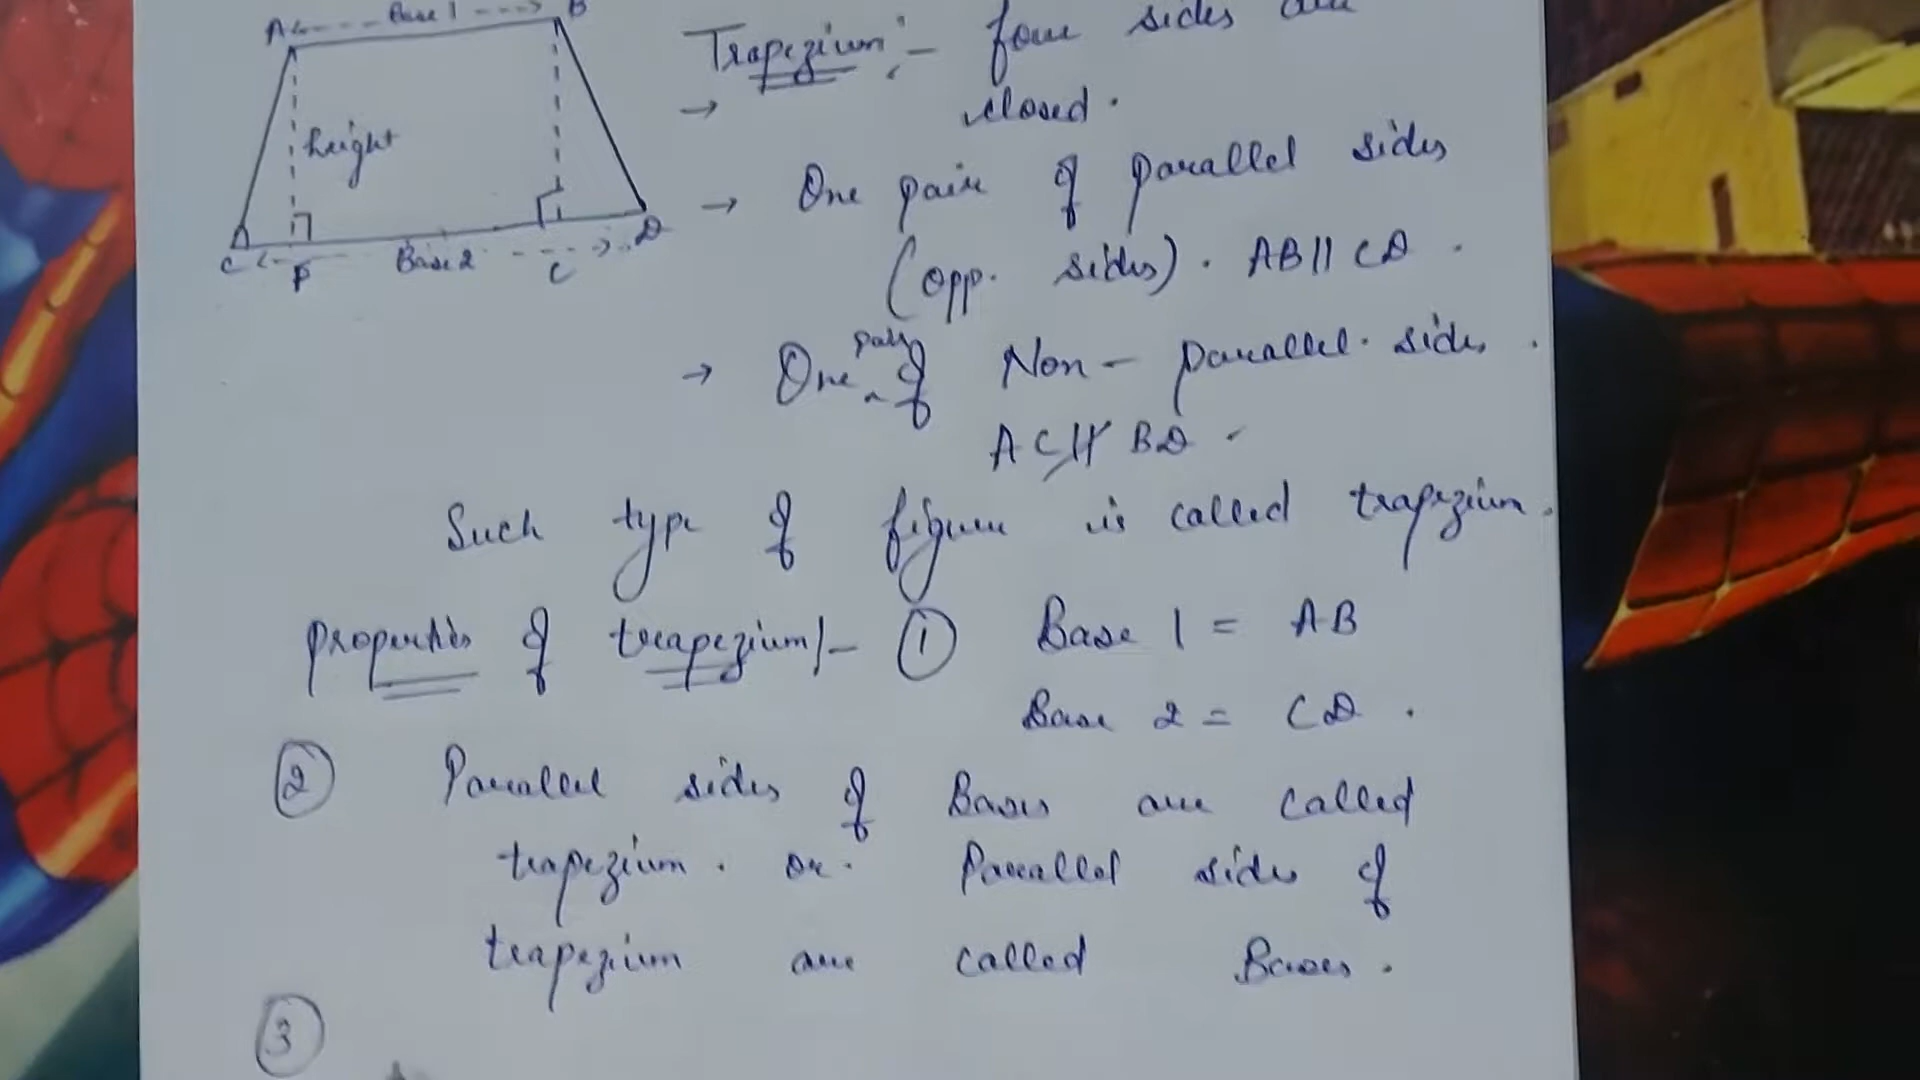 A <--- Base 1 ---> B
height
C <- P Base 2 ---> C D
Trapezium :- four sides are
→ closed.
→ One pair of parallel sides
(opp. sides). AB || CD.
→ One pair of Non-parallel sides.
AC ∦ BD.
Such type of figure is called trapezium.
properties of trapezium :- ① Base 1 = AB
Base 2 = CD.
② Parallel sides of Bases are called
trapezium. or. Parallel sides of
trapezium are called Bases.
③